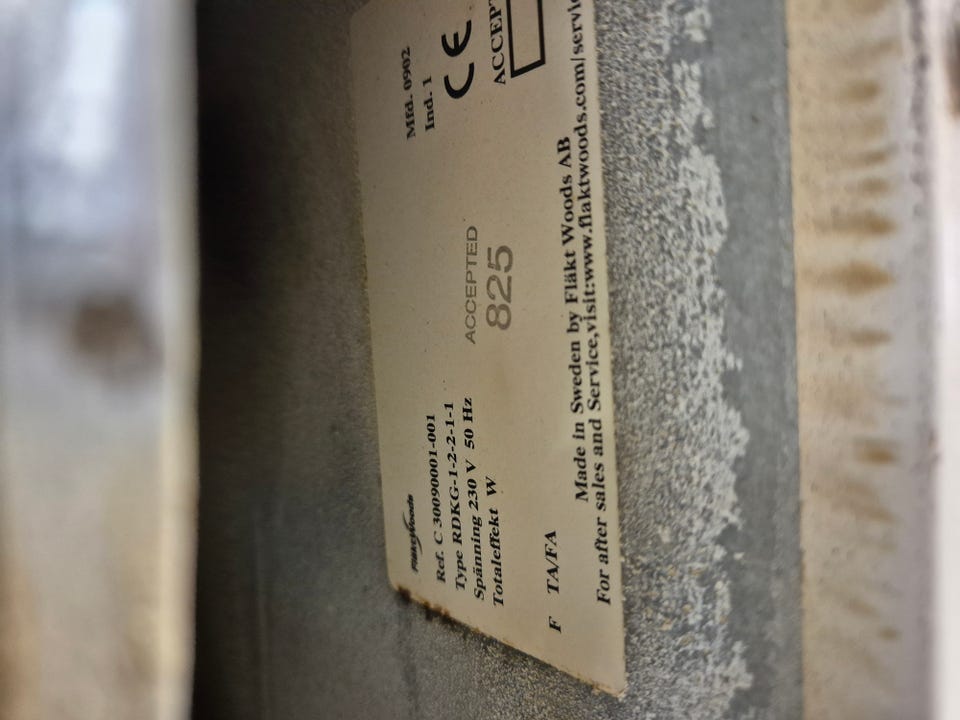 FläktWoods
Mfd. 0902
Ref. C 30090001-001
Ind. 1
Type RDKG-1-2-2-1-1
Spänning 230 V 50 Hz
Totaleffekt W
ACCEPTED
825
CE
ACCEPT
F TA/FA
Made in Sweden by Fläkt Woods AB
For after sales and Service,visit:www.flaktwoods.com/servi